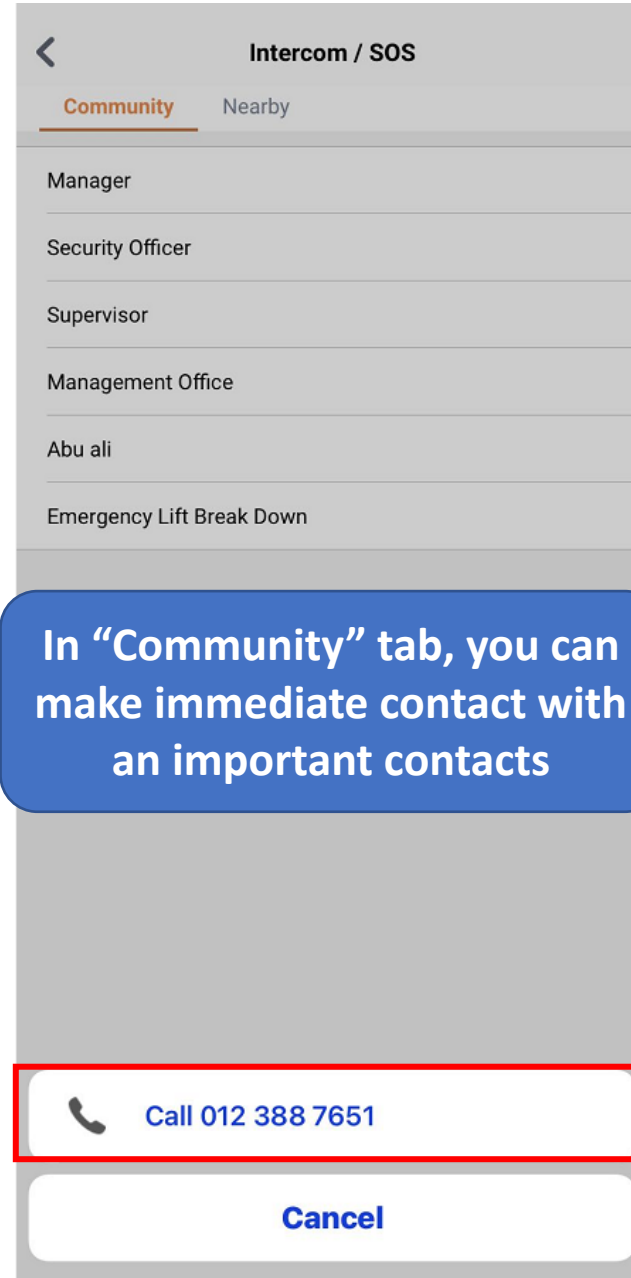 Intercom / SOS
Community Nearby
Manager
Security Officer
Supervisor
Management Office
Abu ali
Emergency Lift Break Down
In “Community” tab, you can
make immediate contact with
an important contacts
Call 012 388 7651
Cancel